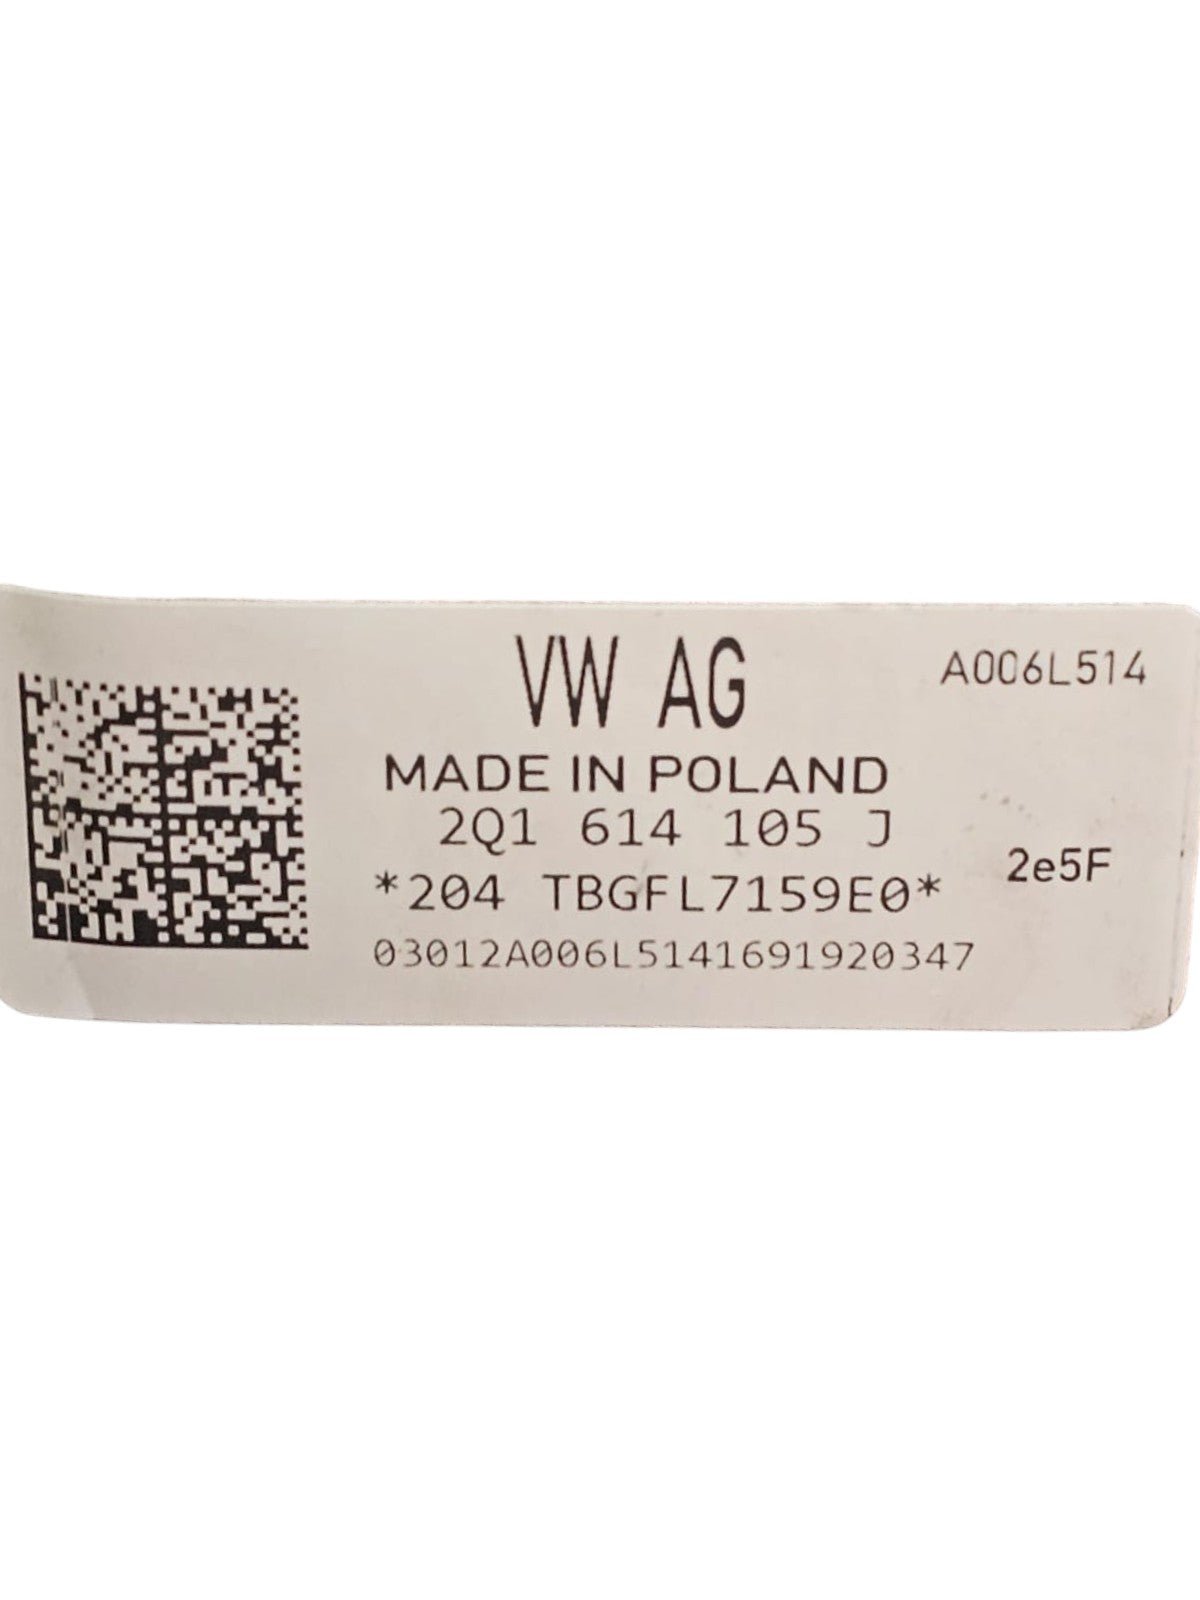 VW AG
A006L514
MADE IN POLAND
2Q1 614 105 J
*204 TBGFL7159E0*
2e5F
03012A006L5141691920347